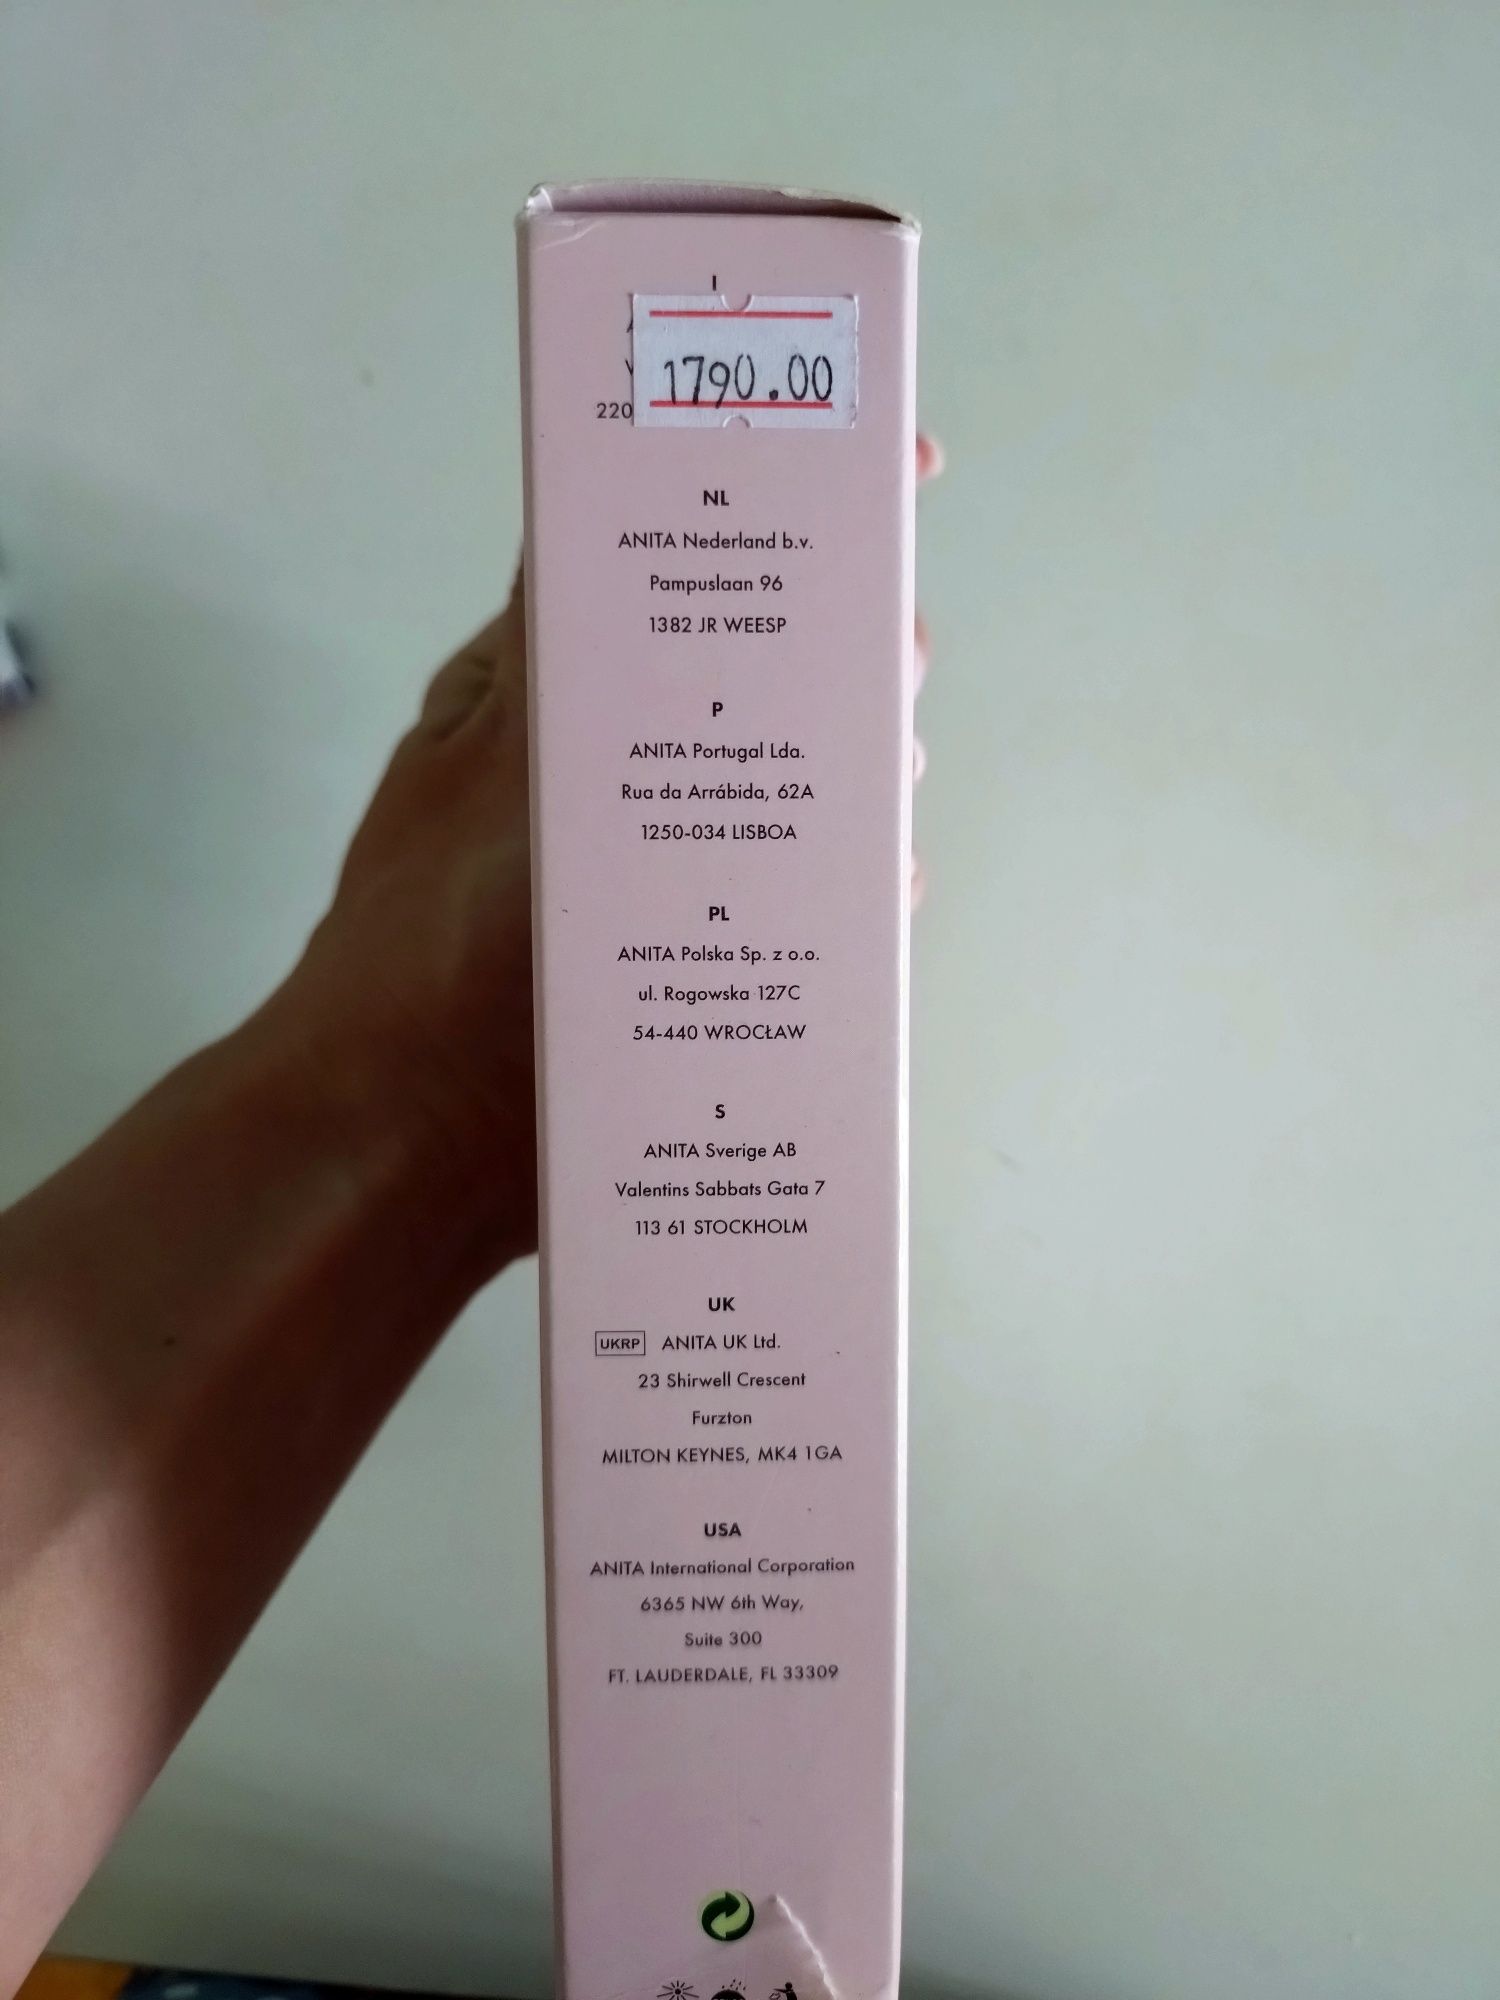 I
1790.00
220
NL
ANITA Nederland b.v.
Pampuslaan 96
1382 JR WEESP
P
ANITA Portugal Lda.
Rua da Arrábida, 62A
1250-034 LISBOA
PL
ANITA Polska Sp. z o.o.
ul. Rogowska 127C
54-440 WROCŁAW
S
ANITA Sverige AB
Valentins Sabbats Gata 7
113 61 STOCKHOLM
UK
UKRP ANITA UK Ltd.
23 Shirwell Crescent
Furzton
MILTON KEYNES, MK4 1GA
USA
ANITA International Corporation
6365 NW 6th Way,
Suite 300
FT. LAUDERDALE, FL 33309